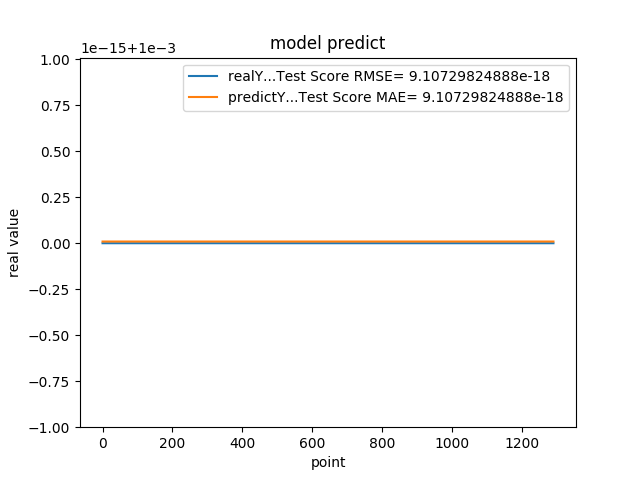 model predict
1e−15+1e−3
realY...Test Score RMSE= 9.10729824888e-18
predictY...Test Score MAE= 9.10729824888e-18
1.00
0.75
0.50
0.25
0.00
−0.25
−0.50
−0.75
−1.00
real value
0 200 400 600 800 1000 1200
point